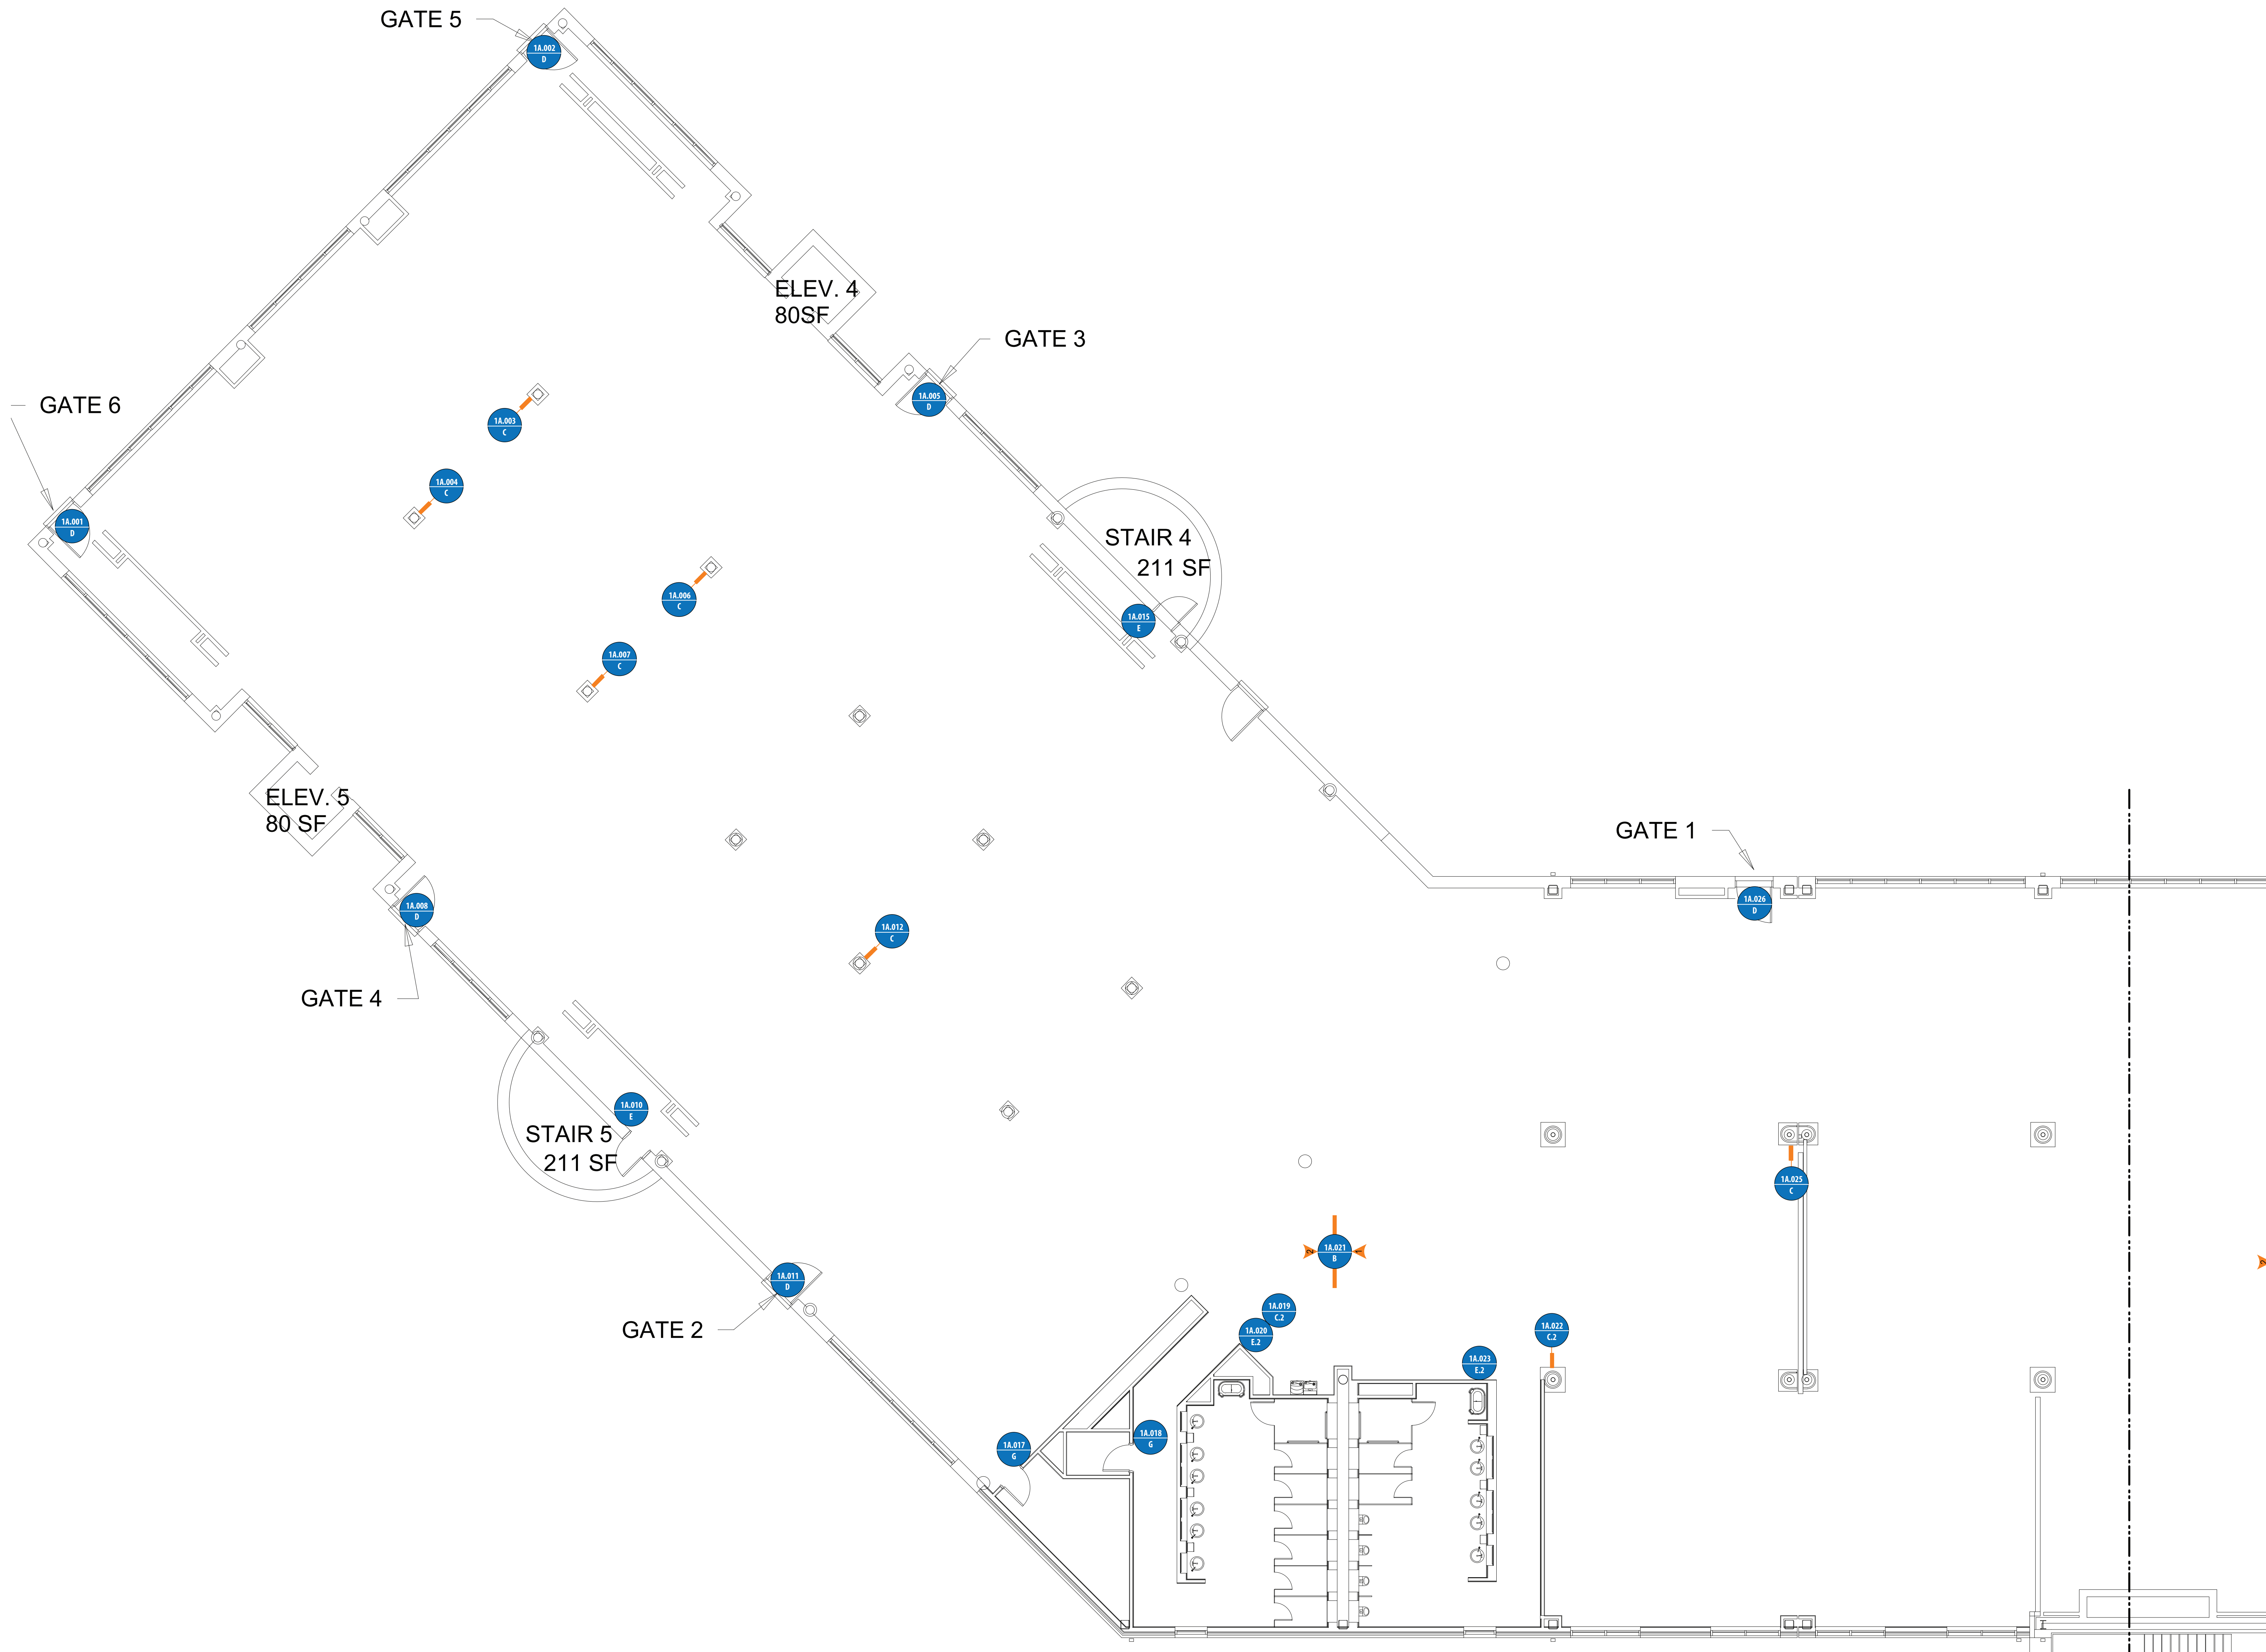 GATE 5
1A.002
D
ELEV. 4
80SF
GATE 3
1A.005
D
GATE 6
1A.003
C
1A.004
C
1A.001
D
STAIR 4
211 SF
1A.006
C
1A.015
E
1A.007
C
ELEV. 5
80 SF
GATE 1
1A.026
D
1A.008
D
1A.012
C
GATE 4
1A.010
E
STAIR 5
211 SF
1A.025
C
2
1A.021
B
1
2
1A.011
D
GATE 2
1A.019
C.2
1A.020
E.2
1A.022
C.2
1A.023
E.2
1A.017
G
1A.018
G